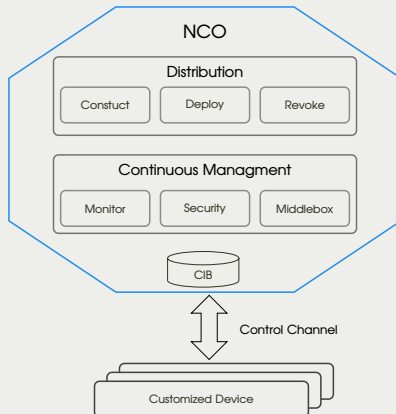 NCO
Distribution
Constuct Deploy Revoke
Continuous Managment
Monitor Security Middlebox
CIB
Control Channel
Customized Device